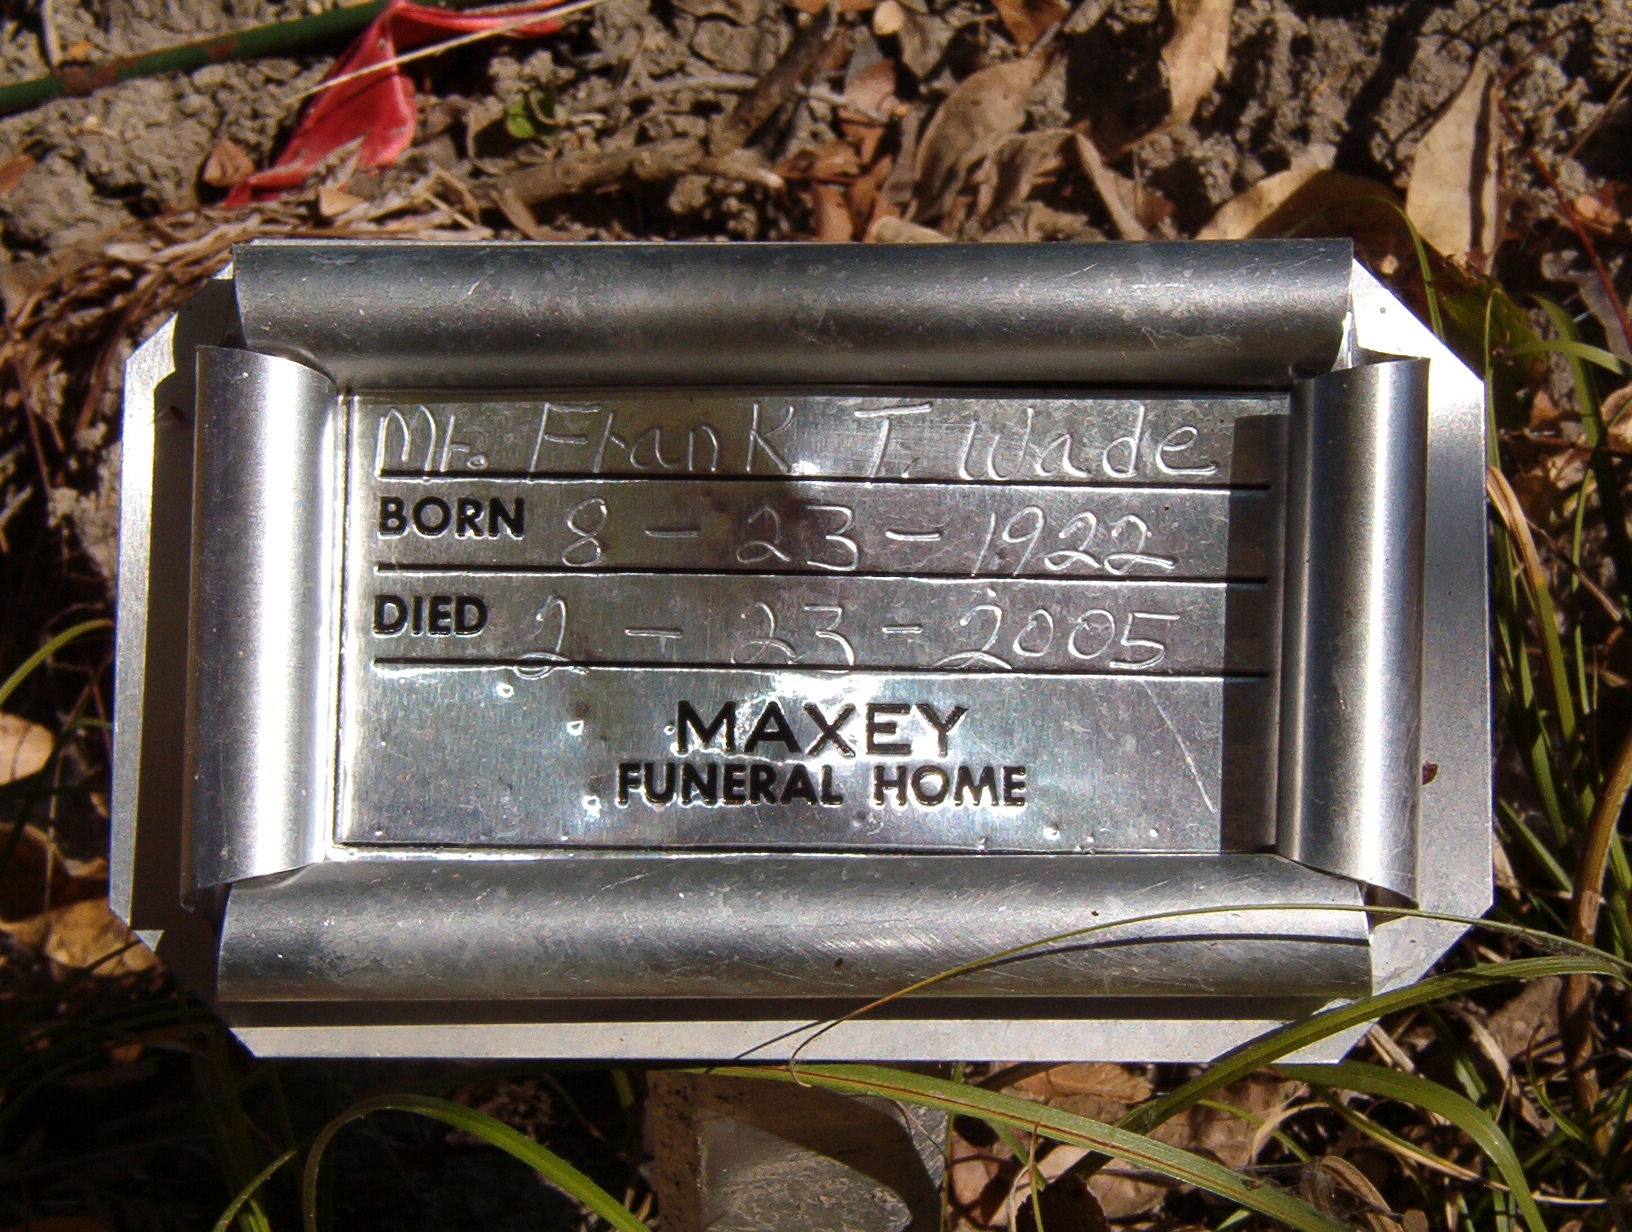 Mr. Frank T. Wade
BORN 8 - 23 - 1922
DIED 2 - 23 - 2005
MAXEY
FUNERAL HOME